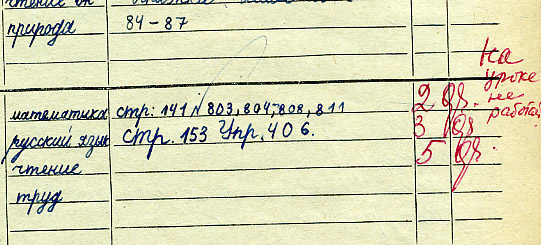 природа 84-87
На уроке не работал
математика стр. 141 № 803, 804, 808, 811 2
русский язык стр. 153 Упр. 406. 3
чтение 5
труд